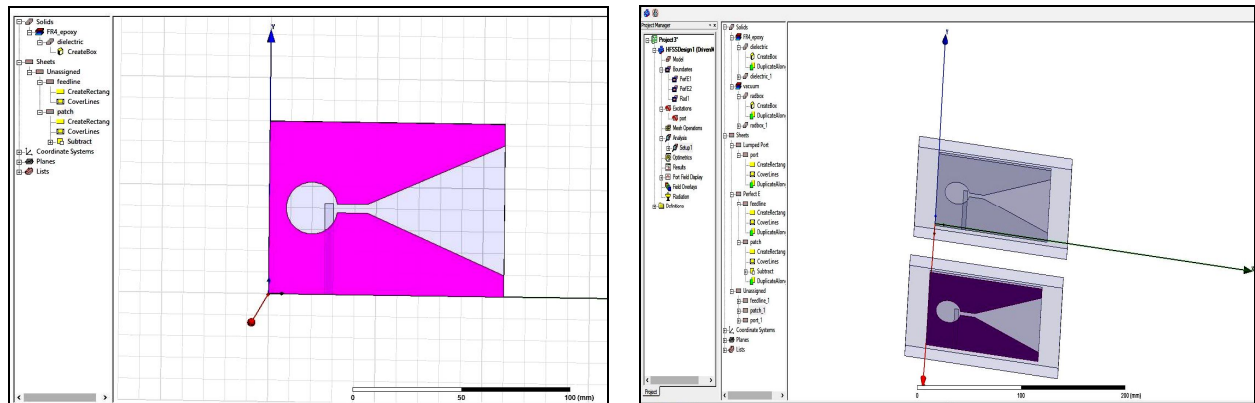 Solids
FR4_epoxy
dielectric
CreateBox
Sheets
Unassigned
feedline
CreateRectang
CoverLines
patch
CreateRectang
CoverLines
Subtract
Coordinate Systems
Planes
Lists
Y
0
50
100 (mm)
Project Manager
Project3*
HFSSDesign1 (DrivenM
Model
Boundaries
PerfE1
PerfE2
Rad1
Excitations
port
Mesh Operations
Analysis
Setup1
Optimetrics
Results
Port Field Display
Field Overlays
Radiation
Definitions
Project
Solids
FR4_epoxy
dielectric
CreateBox
DuplicateAlon
dielectric_1
vacuum
radbox
CreateBox
DuplicateAlon
radbox_1
Sheets
Lumped Port
port
CreateRectang
CoverLines
DuplicateAlon
Perfect E
feedline
CreateRectang
CoverLines
DuplicateAlon
patch
CreateRectang
CoverLines
Subtract
DuplicateAlon
Unassigned
feedline_1
patch_1
port_1
Coordinate Systems
Planes
Lists
0
100
200 (mm)